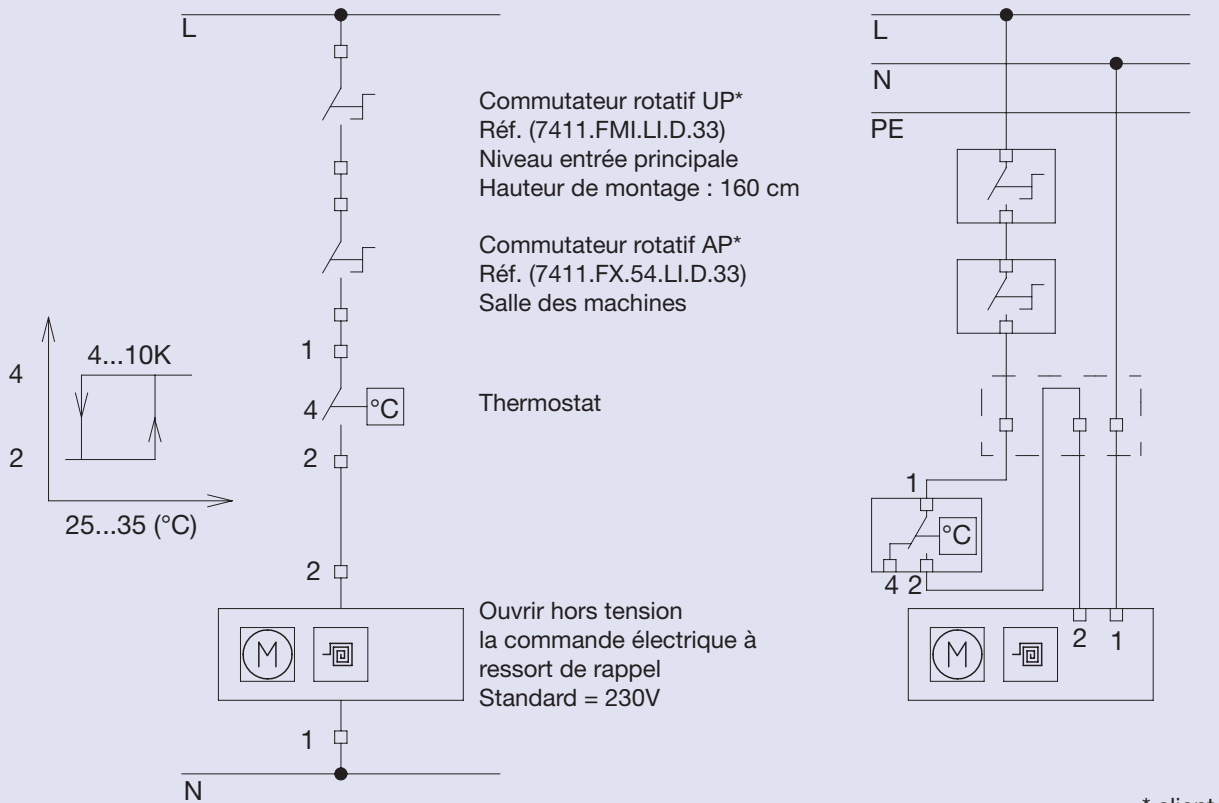 L
Commutateur rotatif UP*
Réf. (7411.FMI.LI.D.33)
Niveau entrée principale
Hauteur de montage : 160 cm
Commutateur rotatif AP*
Réf. (7411.FX.54.LI.D.33)
Salle des machines
1
4
°C
Thermostat
2
4...10K
4
2
25...35 (°C)
2
M
Ouvrir hors tension
la commande électrique à
ressort de rappel
Standard = 230V
1
N
L
N
PE
1
°C
4 2
2 1
M
* client